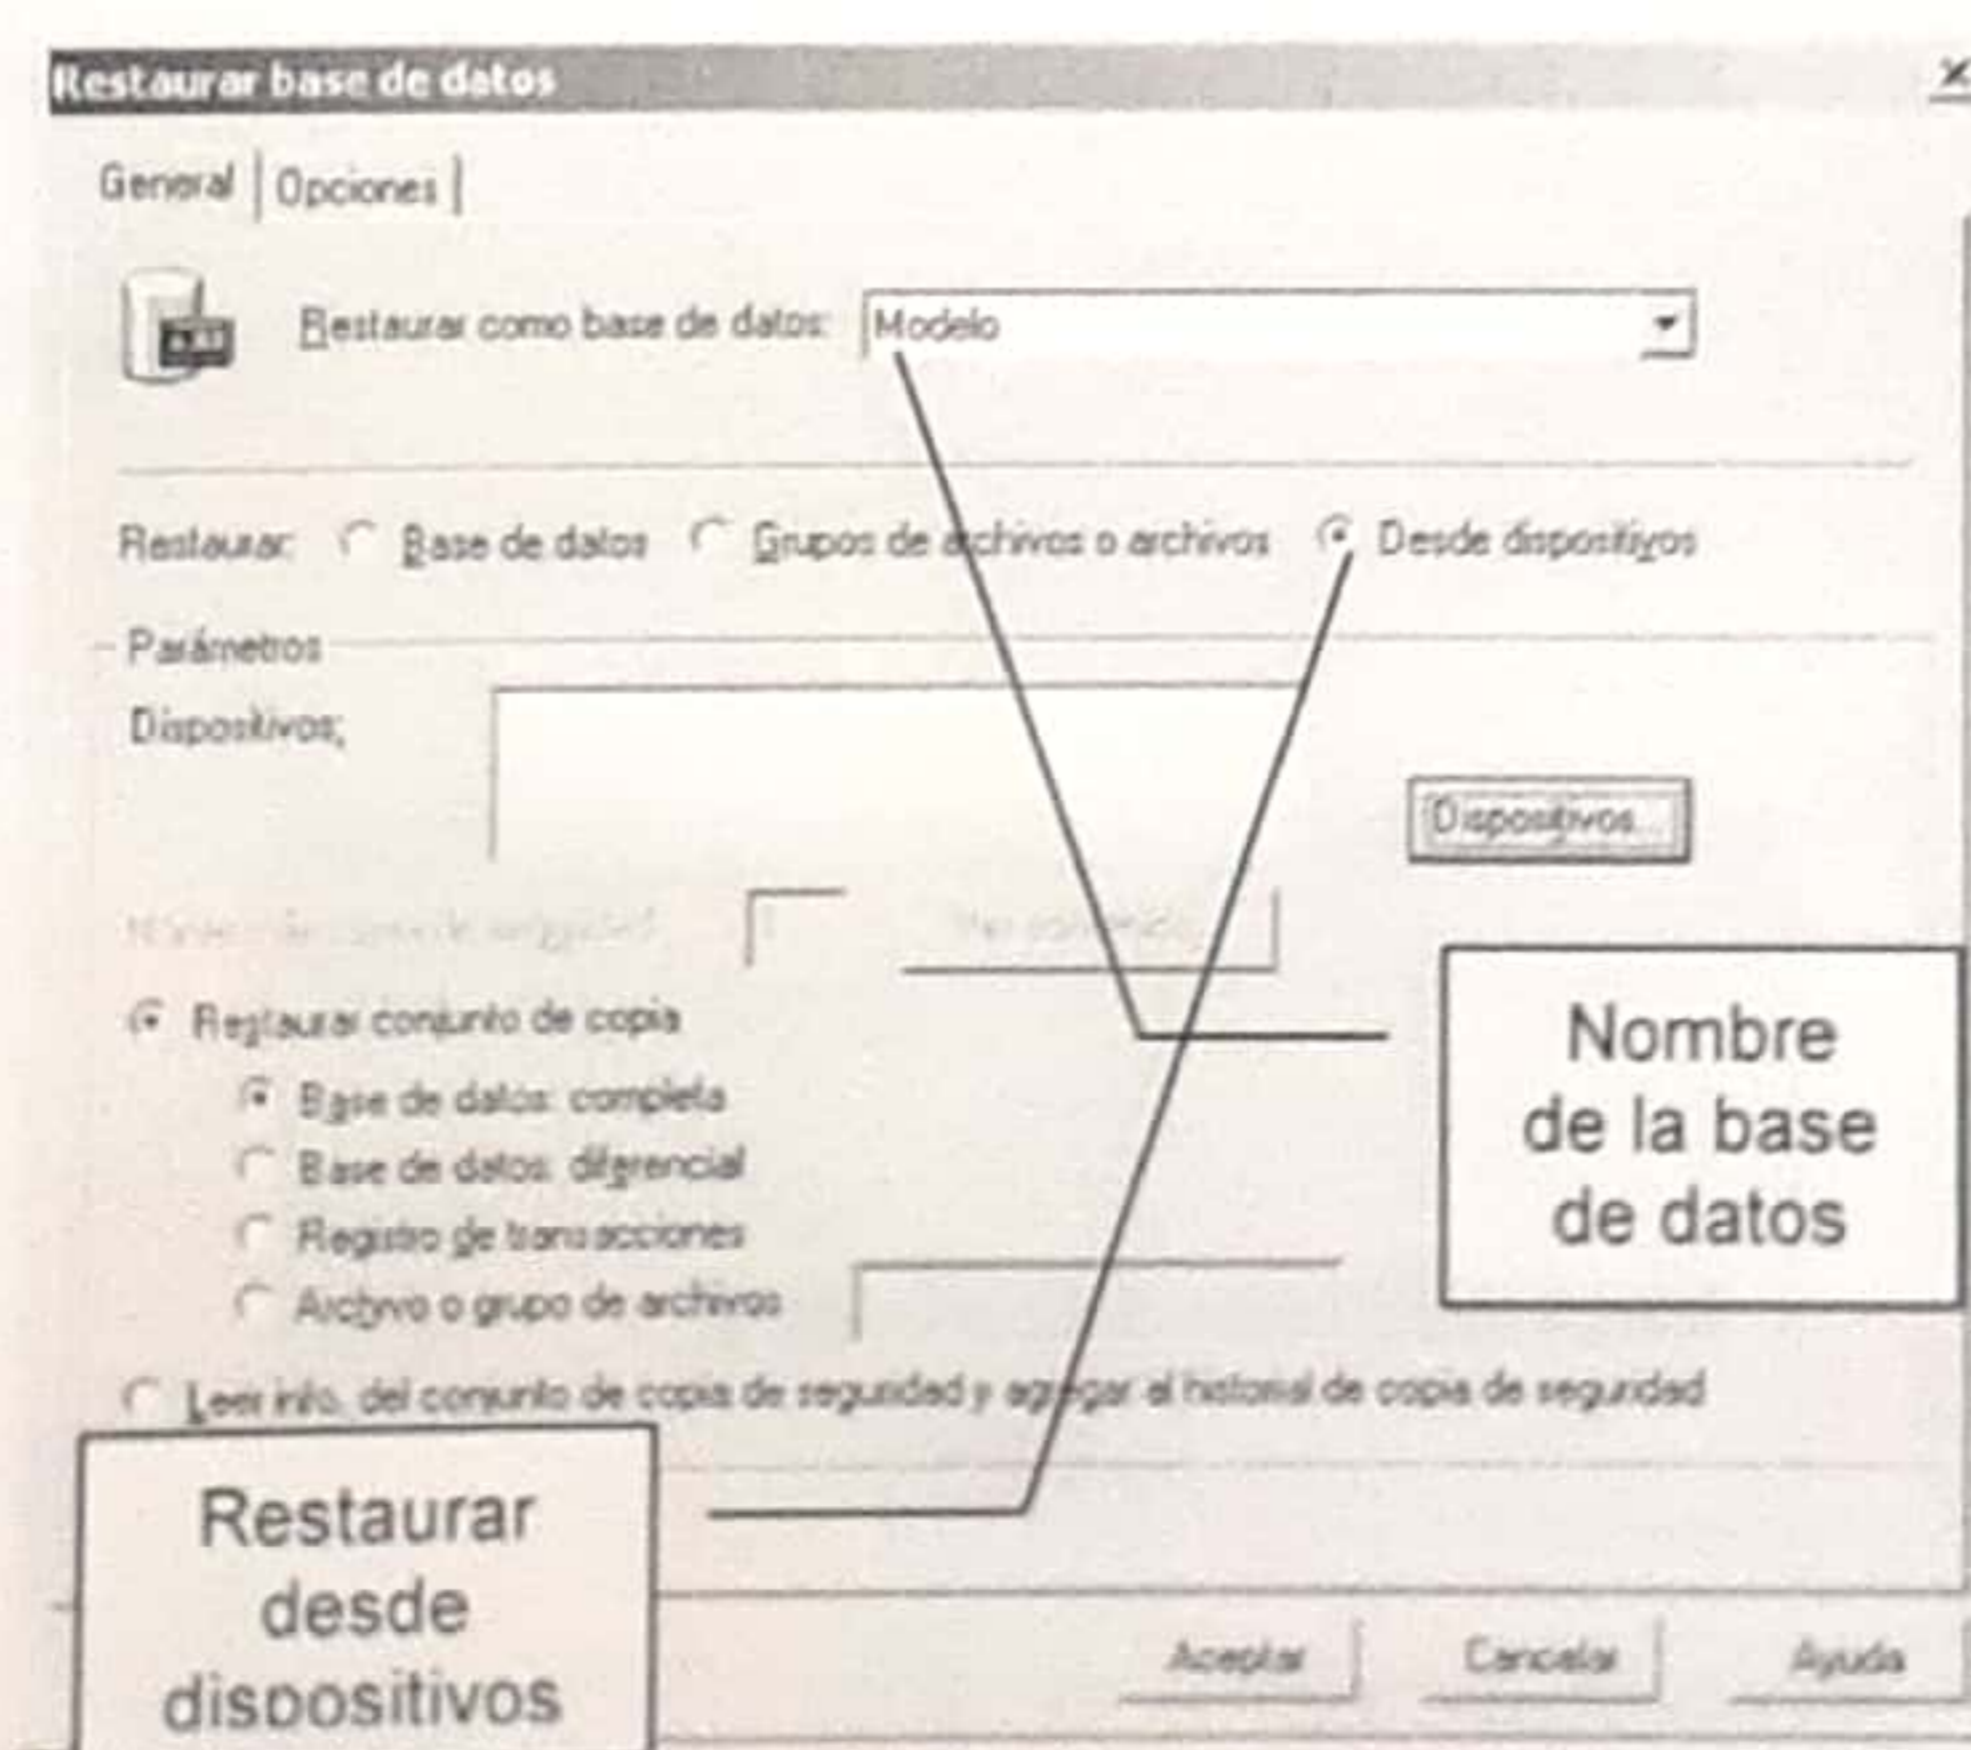 Restaurar base de datos
General Opciones
Restaurar como base de datos: Modelo
Restaurar: Base de datos Grupos de archivos o archivos Desde dispositivos
Parámetros
Dispositivos:
Dispositivos...
Restaurar conjunto de copia
Base de datos: completa
Base de datos: diferencial
Registro de transacciones
Archivo o grupo de archivos
Leer info. del conjunto de copia de seguridad y agregar al historial de copia de seguridad
Nombre
de la base
de datos
Restaurar
desde
dispositivos
Aceptar Cancelar Ayuda